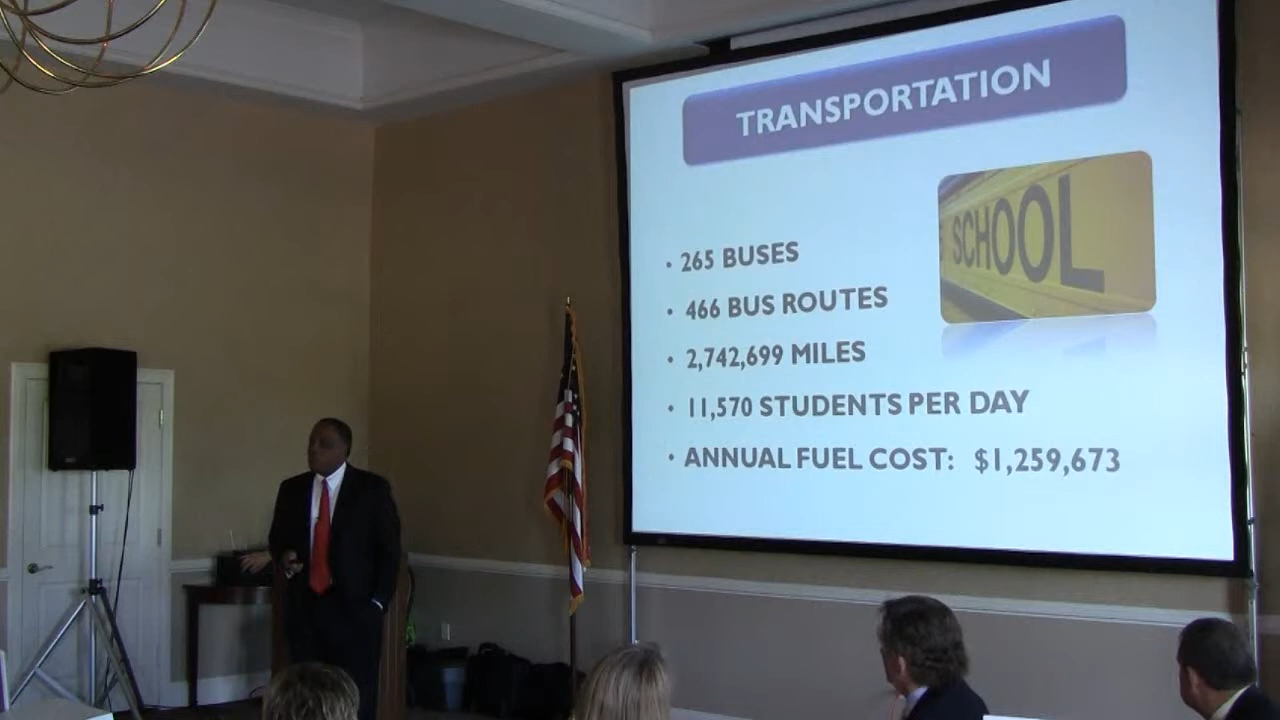 TRANSPORTATION
SCHOOL
• 265 BUSES
• 466 BUS ROUTES
• 2,742,699 MILES
• 11,570 STUDENTS PER DAY
• ANNUAL FUEL COST: $1,259,673